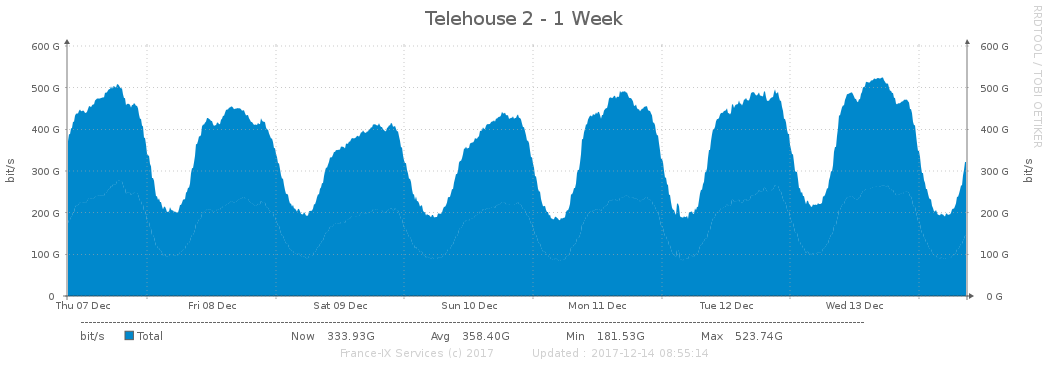 Telehouse 2 - 1 Week
RRDTOOL / TOBI OETIKER
600 G 600 G
500 G 500 G
400 G 400 G
300 G 300 G
200 G 200 G
100 G 100 G
0 0 G
bit/s bit/s
Thu 07 Dec Fri 08 Dec Sat 09 Dec Sun 10 Dec Mon 11 Dec Tue 12 Dec Wed 13 Dec
bit/s Total Now 333.93G Avg 358.40G Min 181.53G Max 523.74G
France-IX Services (c) 2017 Updated : 2017-12-14 08:55:14